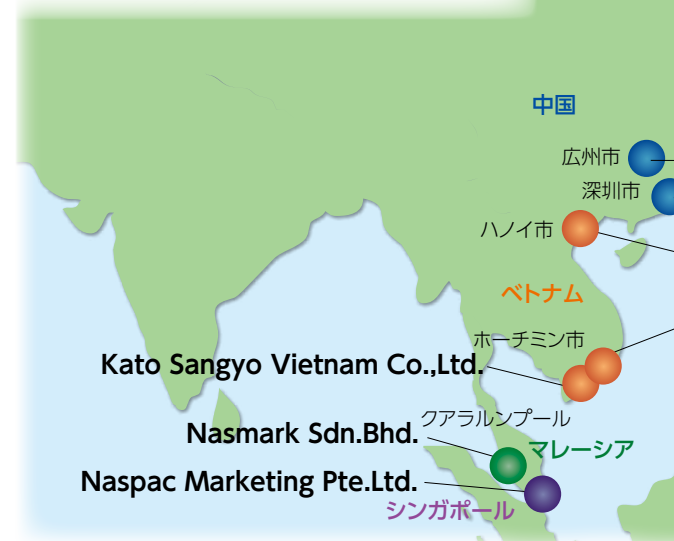 中国
広州市
深圳市
ハノイ市
ベトナム
ホーチミン市
Kato Sangyo Vietnam Co.,Ltd.
クアラルンプール
Nasmark Sdn.Bhd.
マレーシア
Naspac Marketing Pte.Ltd.
シンガポール